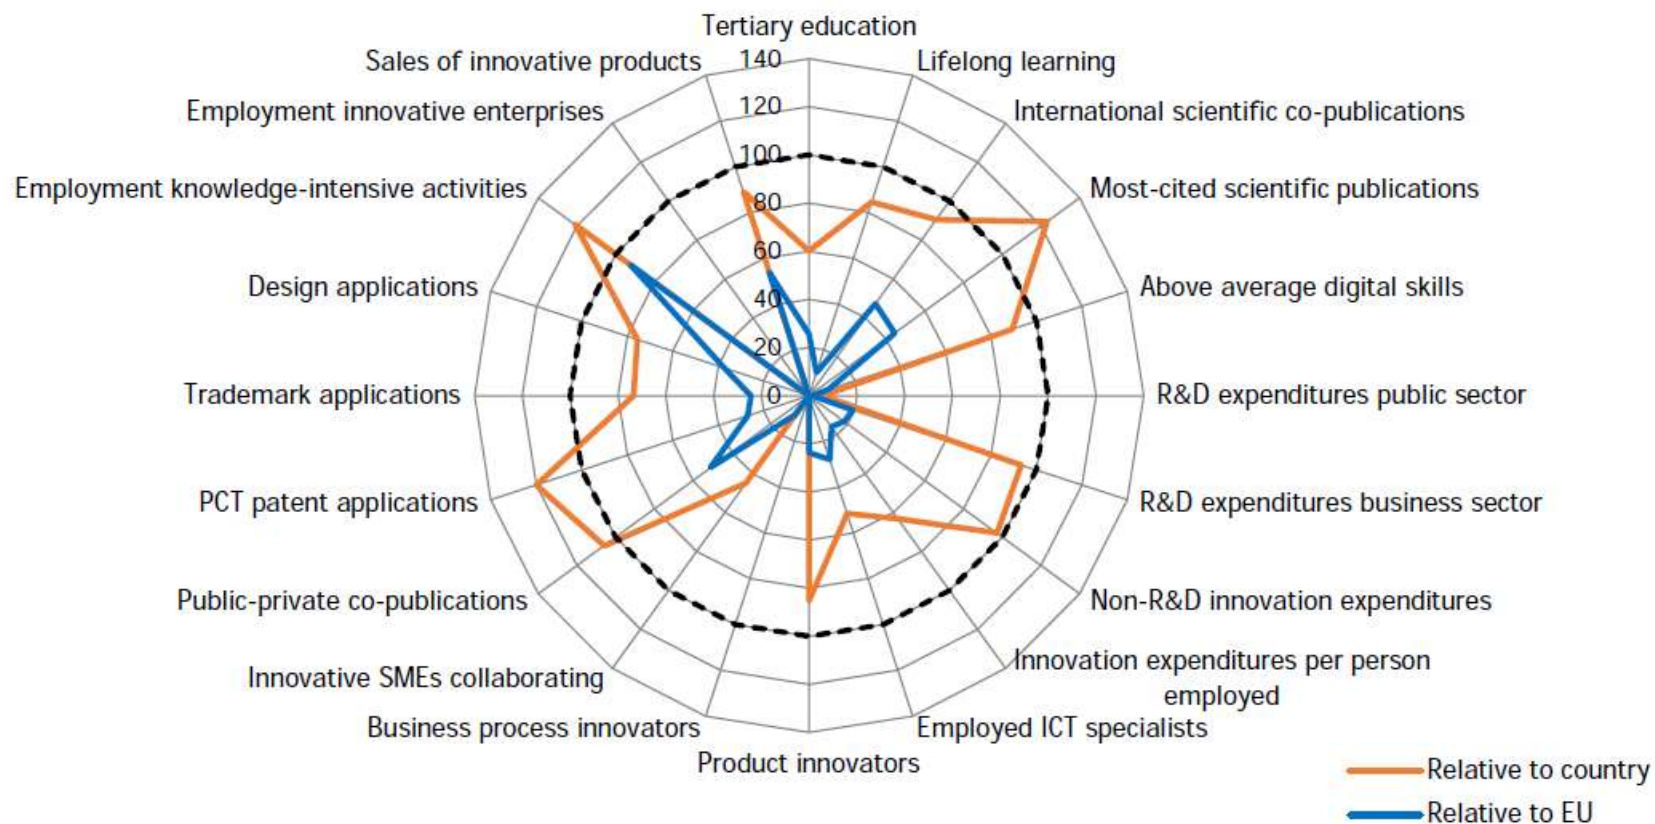 Tertiary education
Sales of innovative products
Lifelong learning
Employment innovative enterprises
International scientific co-publications
Employment knowledge-intensive activities
Most-cited scientific publications
Design applications
Above average digital skills
Trademark applications
R&D expenditures public sector
PCT patent applications
R&D expenditures business sector
Public-private co-publications
Non-R&D innovation expenditures
Innovative SMEs collaborating
Innovation expenditures per person
employed
Business process innovators
Employed ICT specialists
Product innovators
140
120
100
80
60
40
20
0
Relative to country
Relative to EU